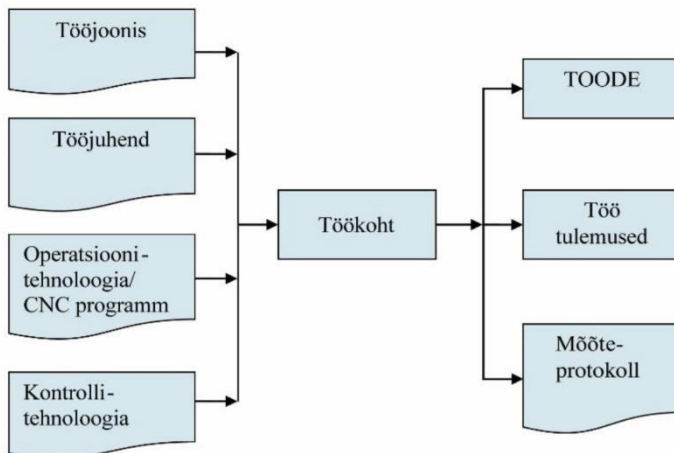 Tööjoonis
Tööjuhend
Operatsiooni-
tehnoloogia/
CNC programm
Kontrolli-
tehnoloogia
Töökoht
TOODE
Töö
tulemused
Mõõte-
protokoll